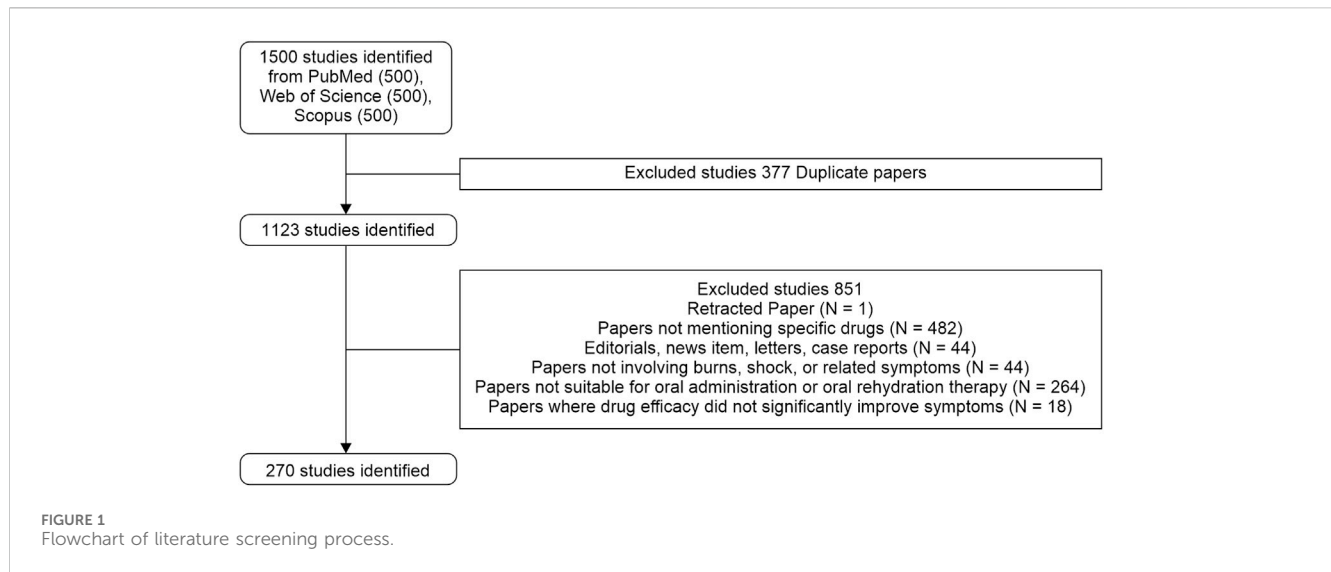 1500 studies identified
from PubMed (500),
Web of Science (500),
Scopus (500)
Excluded studies 377 Duplicate papers
1123 studies identified
Excluded studies 851
Retracted Paper (N = 1)
Papers not mentioning specific drugs (N = 482)
Editorials, news item, letters, case reports (N = 44)
Papers not involving burns, shock, or related symptoms (N = 44)
Papers not suitable for oral administration or oral rehydration therapy (N = 264)
Papers where drug efficacy did not significantly improve symptoms (N = 18)
270 studies identified
FIGURE 1
Flowchart of literature screening process.